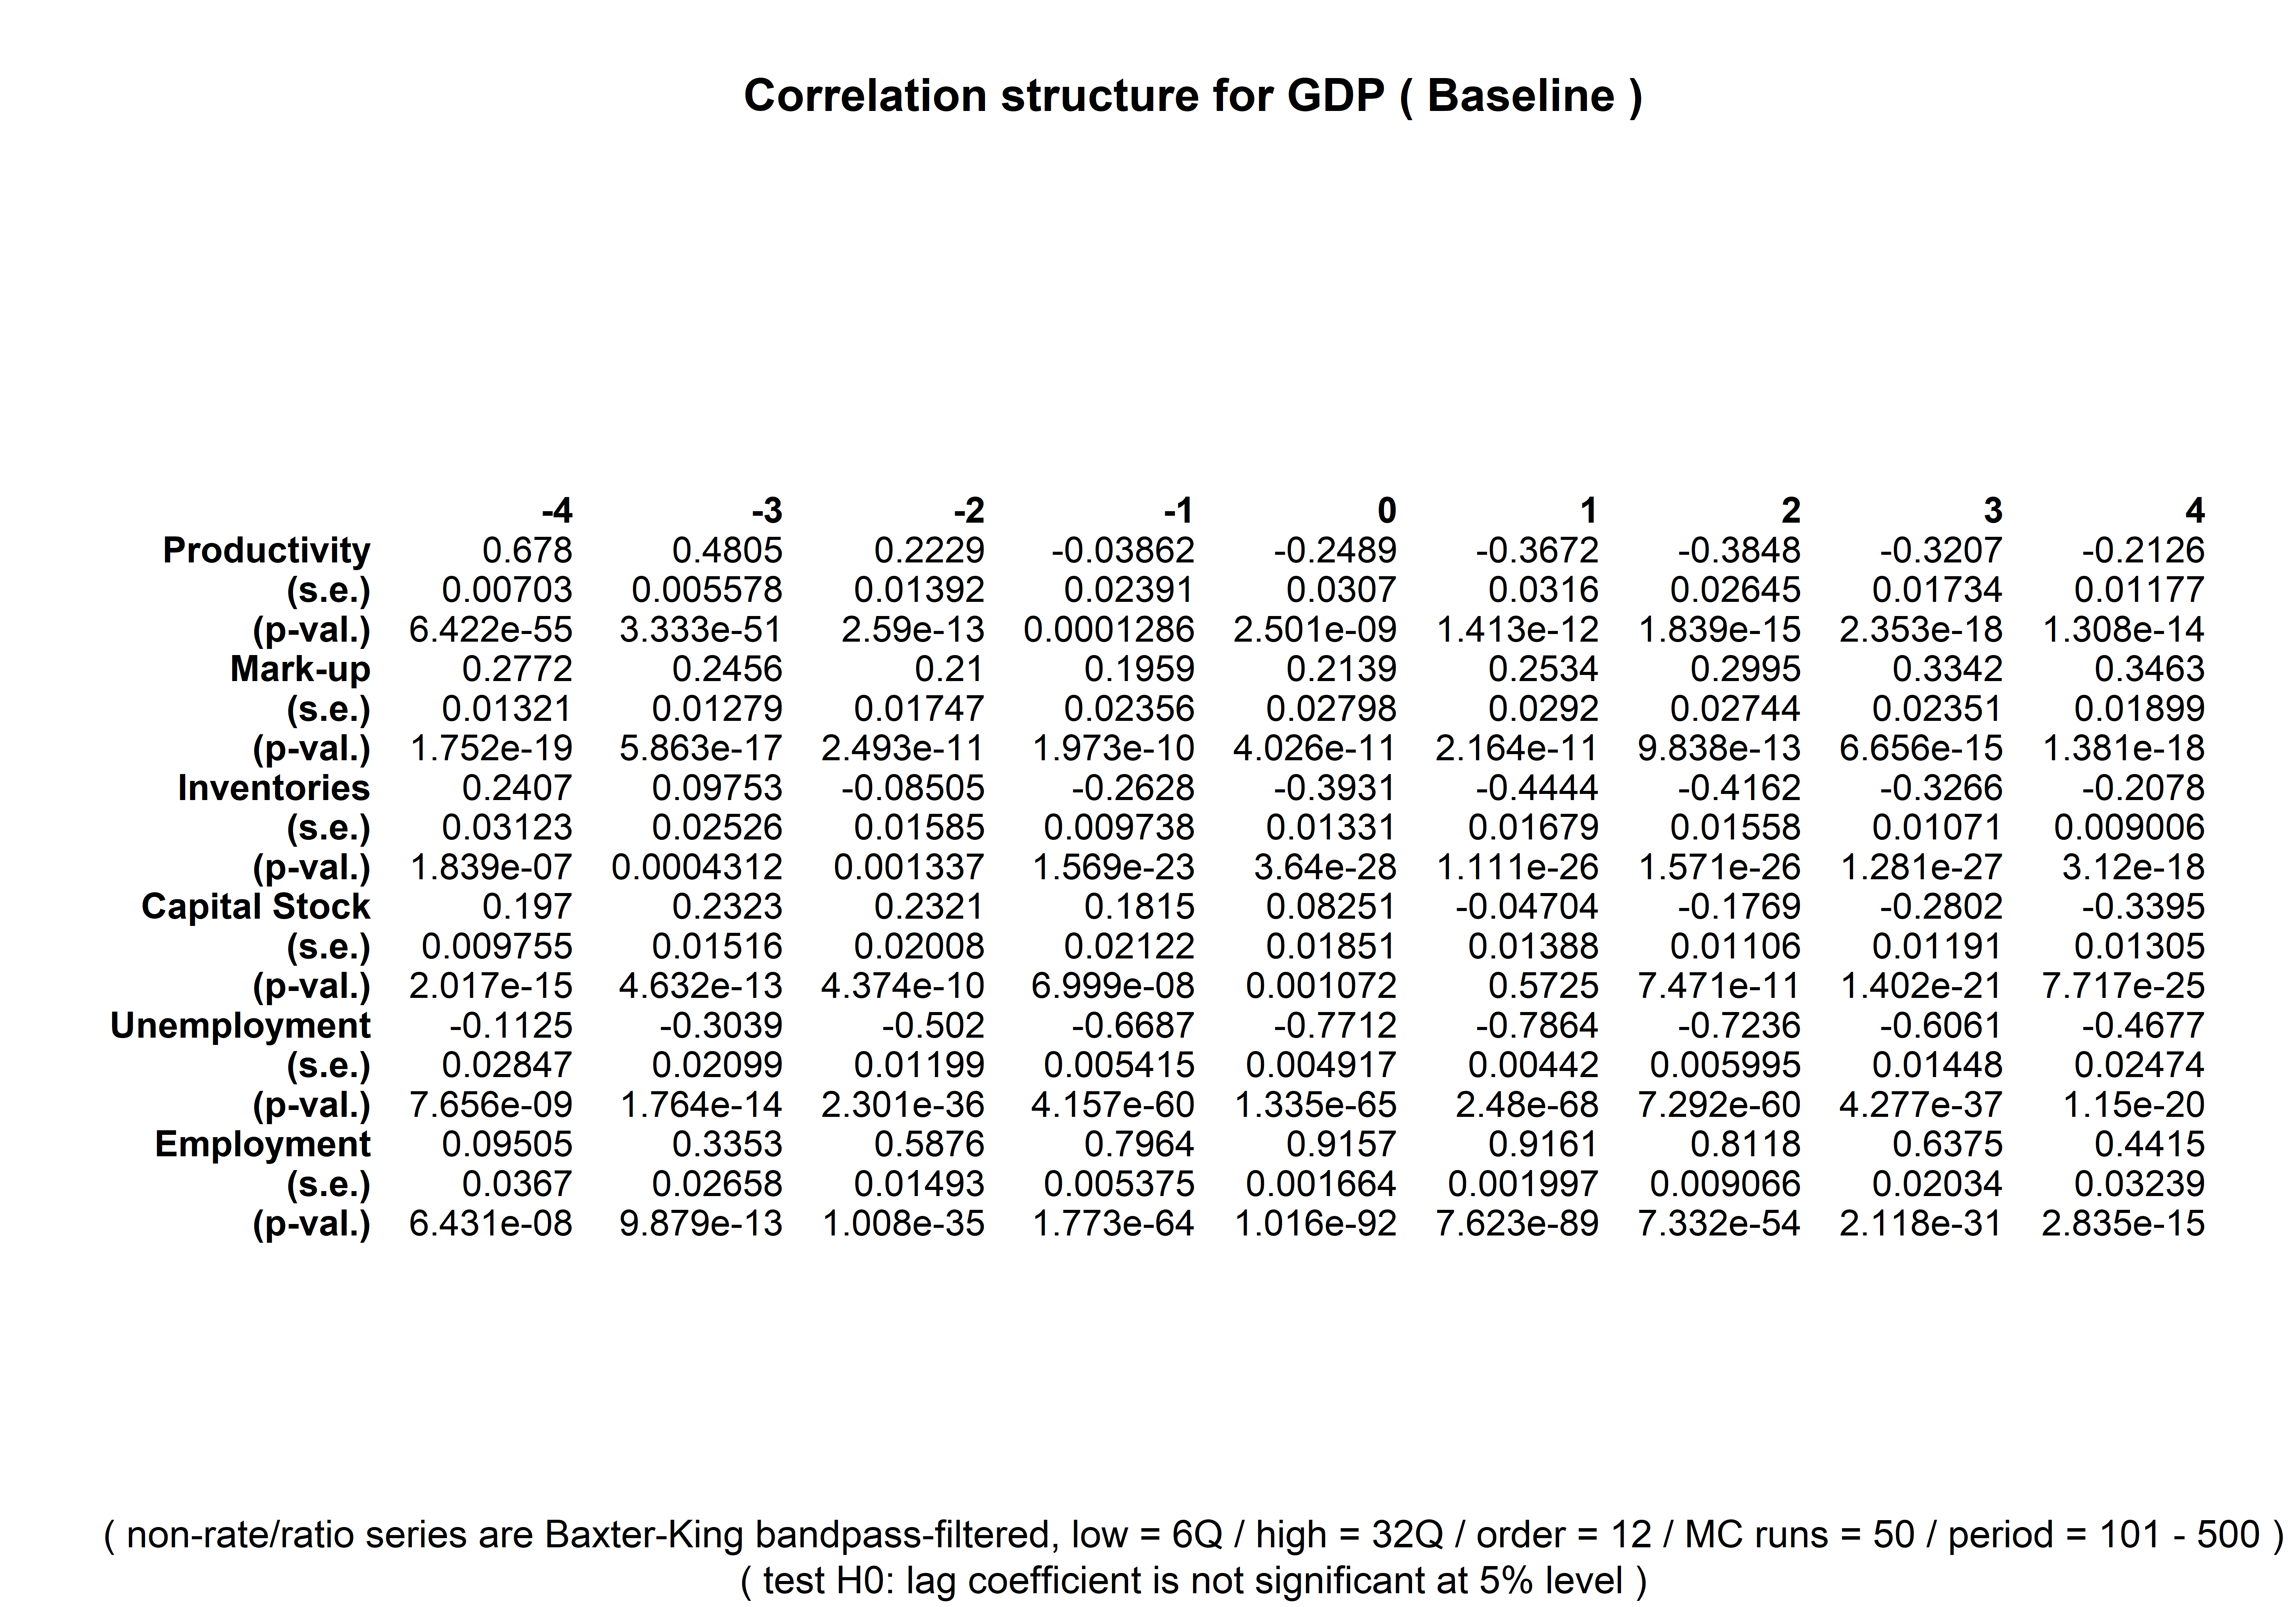 Correlation structure for GDP ( Baseline )
-4 -3 -2 -1 0 1 2 3 4
Productivity 0.678 0.4805 0.2229 -0.03862 -0.2489 -0.3672 -0.3848 -0.3207 -0.2126
(s.e.) 0.00703 0.005578 0.01392 0.02391 0.0307 0.0316 0.02645 0.01734 0.01177
(p-val.) 6.422e-55 3.333e-51 2.59e-13 0.0001286 2.501e-09 1.413e-12 1.839e-15 2.353e-18 1.308e-14
Mark-up 0.2772 0.2456 0.21 0.1959 0.2139 0.2534 0.2995 0.3342 0.3463
(s.e.) 0.01321 0.01279 0.01747 0.02356 0.02798 0.0292 0.02744 0.02351 0.01899
(p-val.) 1.752e-19 5.863e-17 2.493e-11 1.973e-10 4.026e-11 2.164e-11 9.838e-13 6.656e-15 1.381e-18
Inventories 0.2407 0.09753 -0.08505 -0.2628 -0.3931 -0.4444 -0.4162 -0.3266 -0.2078
(s.e.) 0.03123 0.02526 0.01585 0.009738 0.01331 0.01679 0.01558 0.01071 0.009006
(p-val.) 1.839e-07 0.0004312 0.001337 1.569e-23 3.64e-28 1.111e-26 1.571e-26 1.281e-27 3.12e-18
Capital Stock 0.197 0.2323 0.2321 0.1815 0.08251 -0.04704 -0.1769 -0.2802 -0.3395
(s.e.) 0.009755 0.01516 0.02008 0.02122 0.01851 0.01388 0.01106 0.01191 0.01305
(p-val.) 2.017e-15 4.632e-13 4.374e-10 6.999e-08 0.001072 0.5725 7.471e-11 1.402e-21 7.717e-25
Unemployment -0.1125 -0.3039 -0.502 -0.6687 -0.7712 -0.7864 -0.7236 -0.6061 -0.4677
(s.e.) 0.02847 0.02099 0.01199 0.005415 0.004917 0.00442 0.005995 0.01448 0.02474
(p-val.) 7.656e-09 1.764e-14 2.301e-36 4.157e-60 1.335e-65 2.48e-68 7.292e-60 4.277e-37 1.15e-20
Employment 0.09505 0.3353 0.5876 0.7964 0.9157 0.9161 0.8118 0.6375 0.4415
(s.e.) 0.0367 0.02658 0.01493 0.005375 0.001664 0.001997 0.009066 0.02034 0.03239
(p-val.) 6.431e-08 9.879e-13 1.008e-35 1.773e-64 1.016e-92 7.623e-89 7.332e-54 2.118e-31 2.835e-15
( non-rate/ratio series are Baxter-King bandpass-filtered, low = 6Q / high = 32Q / order = 12 / MC runs = 50 / period = 101 - 500 )
( test H0: lag coefficient is not significant at 5% level )